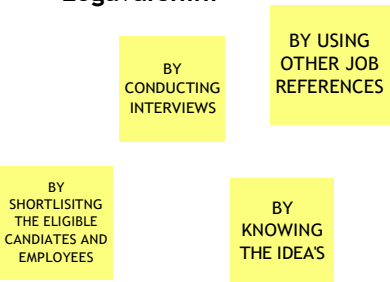 BY USING
OTHER JOB
REFERENCES
BY
CONDUCTING
INTERVIEWS
BY
SHORTLISITNG
THE ELIGIBLE
CANDIATES AND
EMPLOYEES
BY
KNOWING
THE IDEA'S